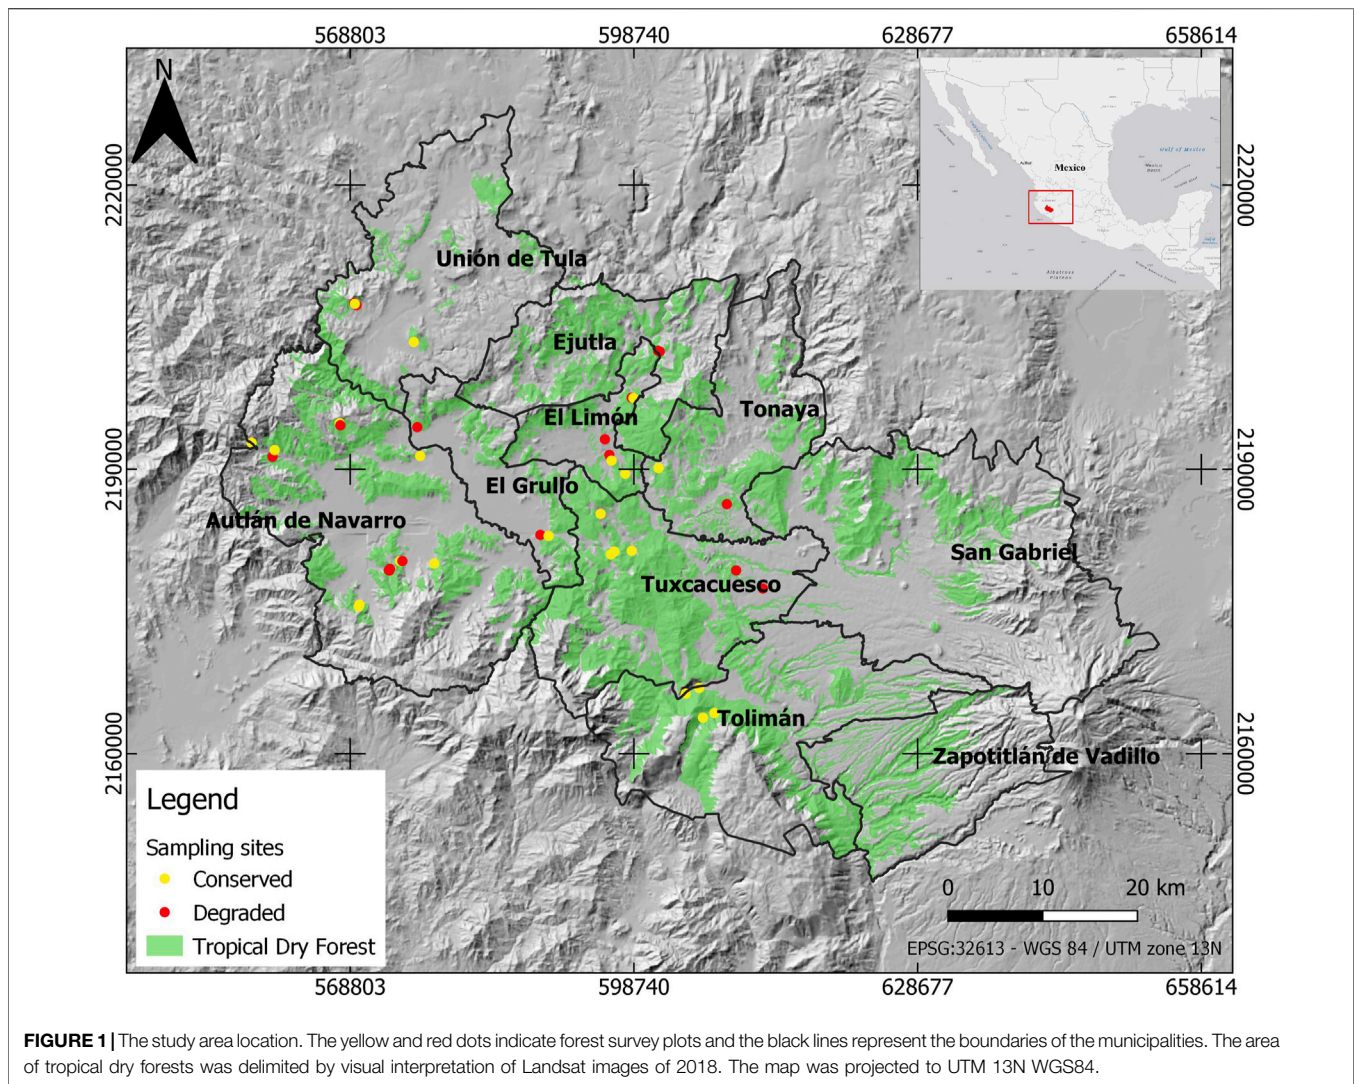 568803 598740 628677 658614
N
2220000
2220000
Mexico
Gulf of Mexico
Unión de Tula
Ejutla
El Limón
Tonaya
2190000
2190000
El Grullo
Autlán de Navarro
San Gabriel
Tuxcacuesco
Tolimán
2160000
2160000
Zapotitlán de Vadillo
Legend
Sampling sites
Conserved
Degraded
Tropical Dry Forest
0 10 20 km
EPSG:32613 - WGS 84 / UTM zone 13N
568803 598740 628677 658614
FIGURE 1 | The study area location. The yellow and red dots indicate forest survey plots and the black lines represent the boundaries of the municipalities. The area
of tropical dry forests was delimited by visual interpretation of Landsat images of 2018. The map was projected to UTM 13N WGS84.